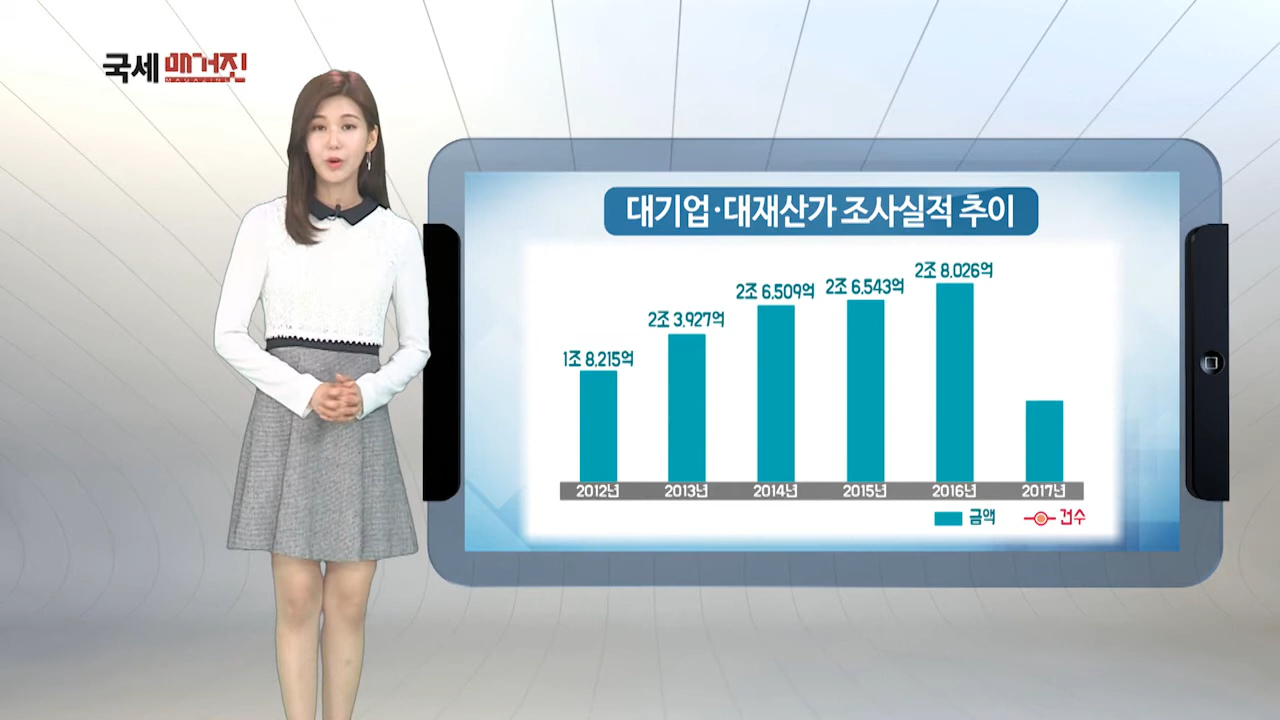 국세 매거진
MAGAZINE
대기업·대재산가 조사실적 추이
1조 8,215억
2조 3,927억
2조 6,509억
2조 6,543억
2조 8,026억
2012년 2013년 2014년 2015년 2016년 2017년
금액 건수